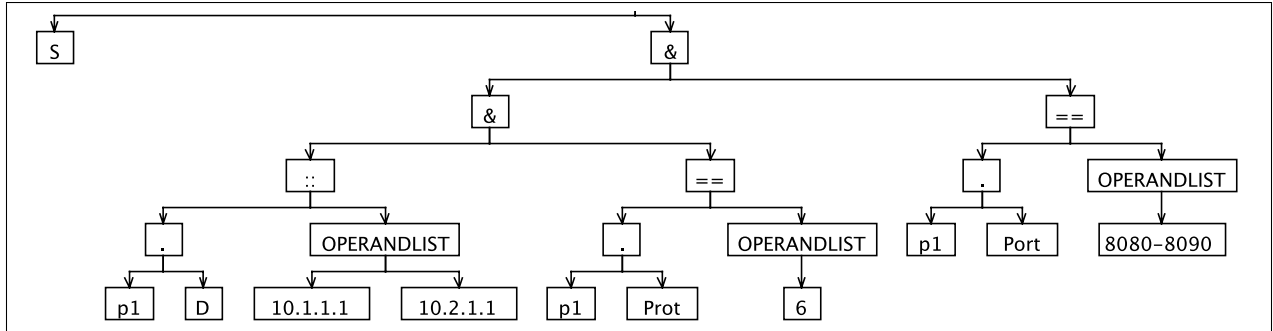 S &
& ==
:: == . OPERANDLIST
. OPERANDLIST . OPERANDLIST p1 Port 8080-8090
p1 D 10.1.1.1 10.2.1.1 p1 Prot 6